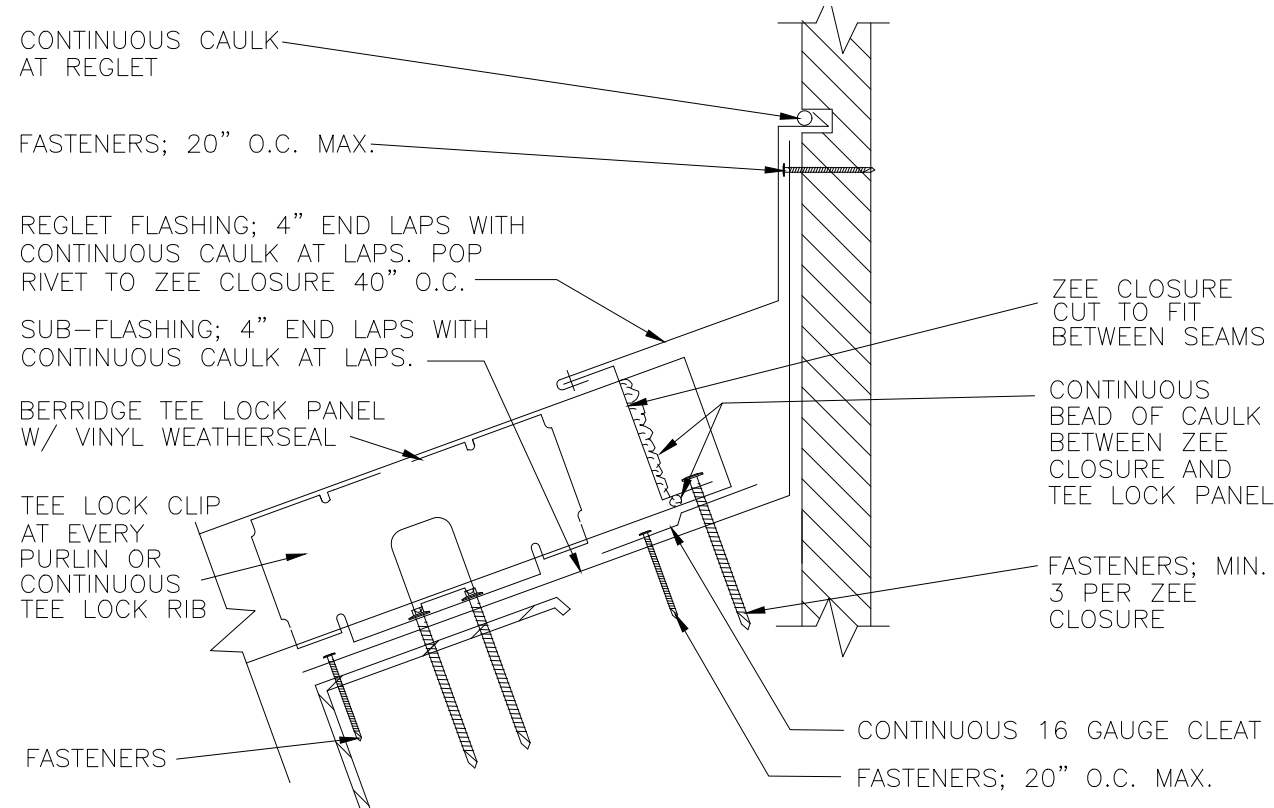 CONTINUOUS CAULK
AT REGLET
FASTENERS; 20” O.C. MAX.
REGLET FLASHING; 4” END LAPS WITH
CONTINUOUS CAULK AT LAPS. POP
RIVET TO ZEE CLOSURE 40” O.C.
SUB-FLASHING; 4” END LAPS WITH
CONTINUOUS CAULK AT LAPS.
BERRIDGE TEE LOCK PANEL
W/ VINYL WEATHERSEAL
TEE LOCK CLIP
AT EVERY
PURLIN OR
CONTINUOUS
TEE LOCK RIB
FASTENERS
ZEE CLOSURE
CUT TO FIT
BETWEEN SEAMS
CONTINUOUS
BEAD OF CAULK
BETWEEN ZEE
CLOSURE AND
TEE LOCK PANEL
FASTENERS; MIN.
3 PER ZEE
CLOSURE
CONTINUOUS 16 GAUGE CLEAT
FASTENERS; 20” O.C. MAX.